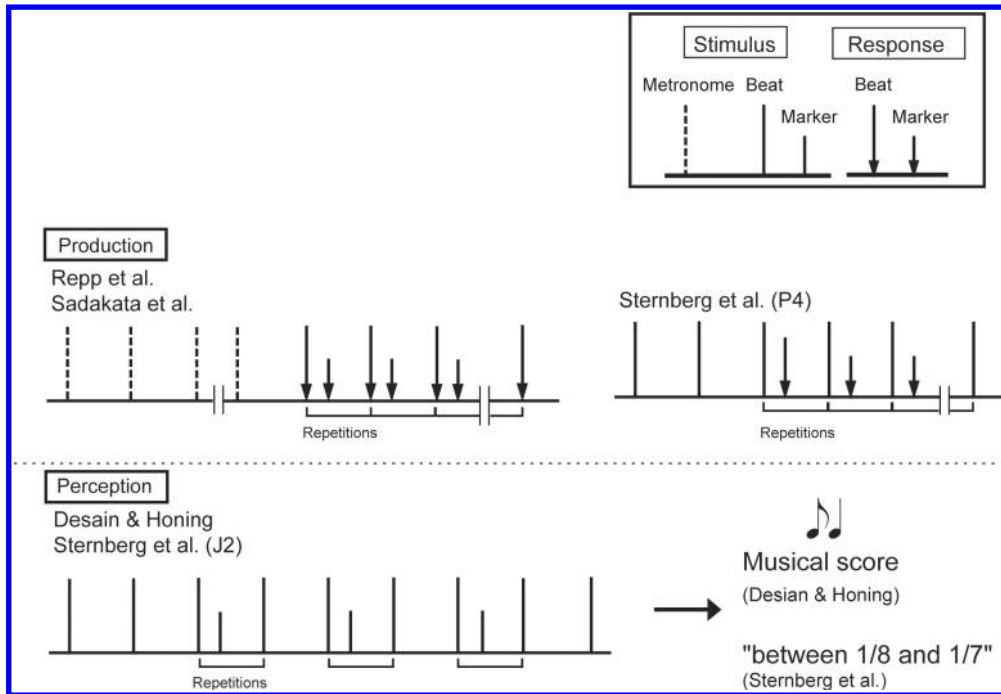 Stimulus
Response
Metronome
Beat
Marker
Beat
Marker
Production
Repp et al.
Sadakata et al.
Repetitions
Sternberg et al. (P4)
Repetitions
Perception
Desain & Honing
Sternberg et al. (J2)
Repetitions
Musical score
(Desian & Honing)
"between 1/8 and 1/7"
(Sternberg et al.)